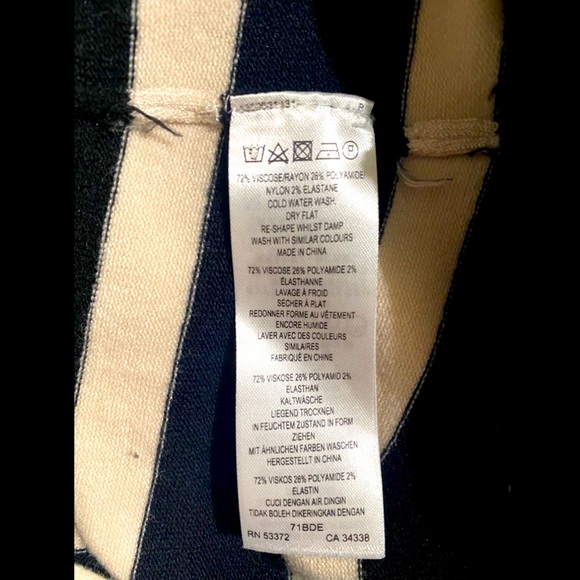 72% VISCOSE/RAYON 26% POLYAMIDE/
NYLON 2% ELASTANE
COLD WATER WASH
DRY FLAT
RE-SHAPE WHILST DAMP
WASH WITH SIMILAR COLOURS
MADE IN CHINA
72% VISCOSE 26% POLYAMIDE 2%
ÉLASTHANNE
LAVAGE À FROID
SÉCHER À PLAT
REDONNER FORME AU VÊTEMENT
ENCORE HUMIDE
LAVER AVEC DES COULEURS
SIMILAIRES
FABRIQUÉ EN CHINE
72% VISKOSE 26% POLYAMID 2%
ELASTHAN
KALTWÄSCHE
LIEGEND TROCKNEN
IN FEUCHTEM ZUSTAND IN FORM
ZIEHEN
MIT ÄHNLICHEN FARBEN WASCHEN
HERGESTELLT IN CHINA
72% VISKOS 26% POLYAMIDE 2%
ELASTIN
CUCI DENGAN AIR DINGIN
TIDAK BOLEH DIKERINGKAN DENGAN
71BDE
RN 53372 CA 34338